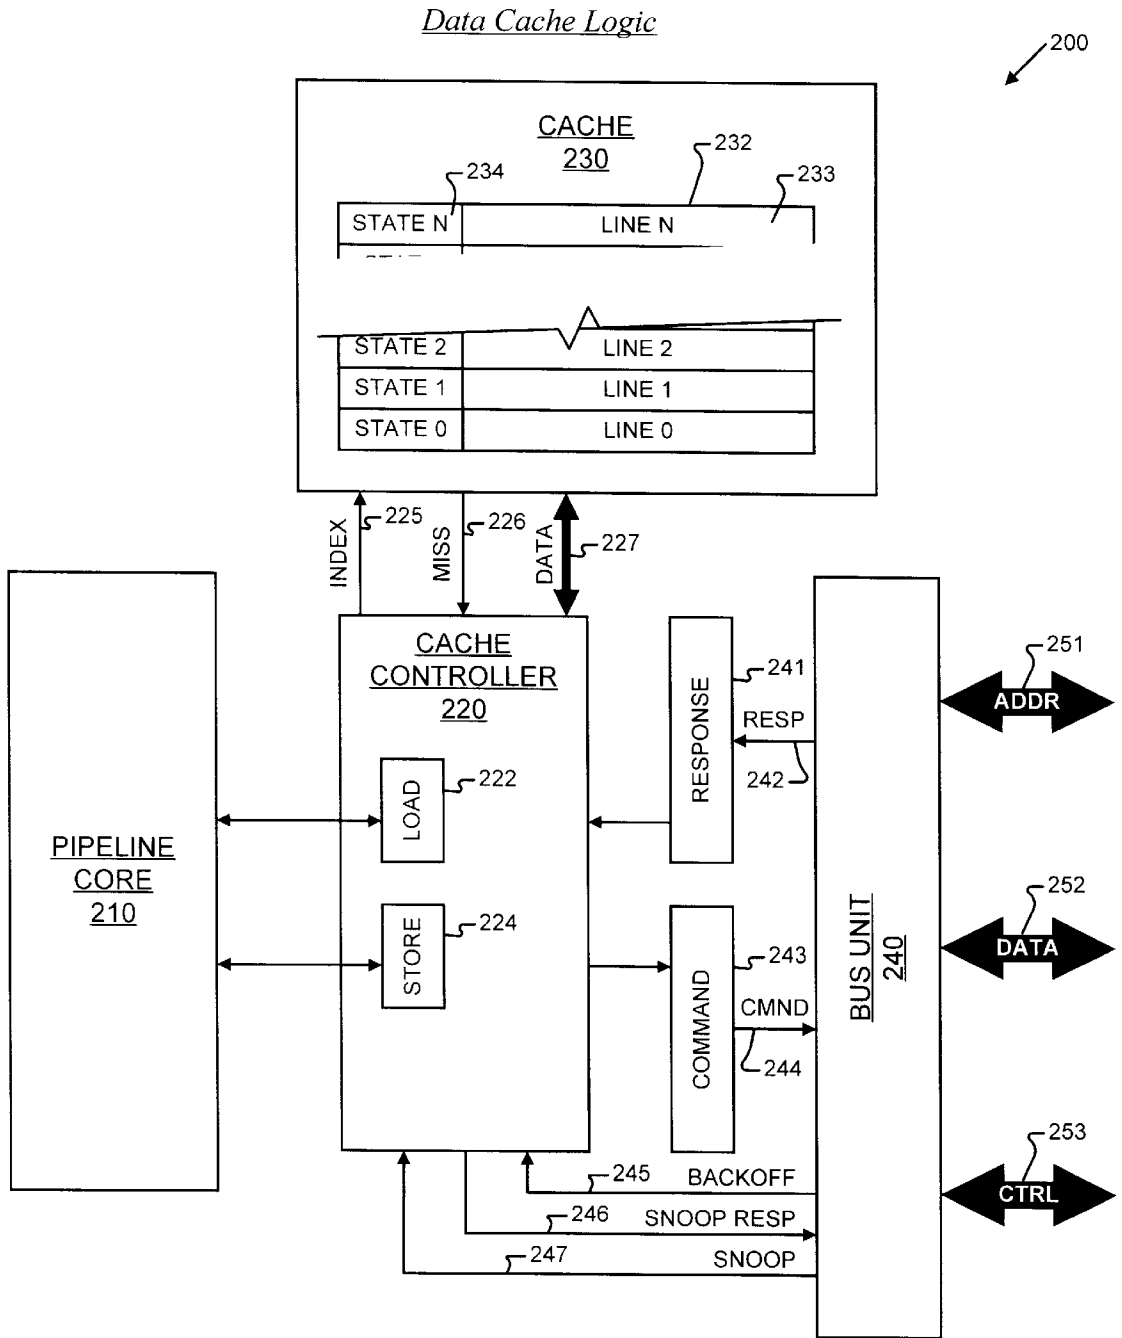 Data Cache Logic
200
CACHE
230
232
234
233
STATE N
LINE N
STATE 2
LINE 2
STATE 1
LINE 1
STATE 0
LINE 0
INDEX
225
MISS
226
DATA
227
CACHE
CONTROLLER
220
LOAD
222
STORE
224
PIPELINE
CORE
210
RESPONSE
241
RESP
242
COMMAND
243
CMND
244
BUS UNIT
240
251
ADDR
252
DATA
253
CTRL
245
BACKOFF
246
SNOOP RESP
247
SNOOP